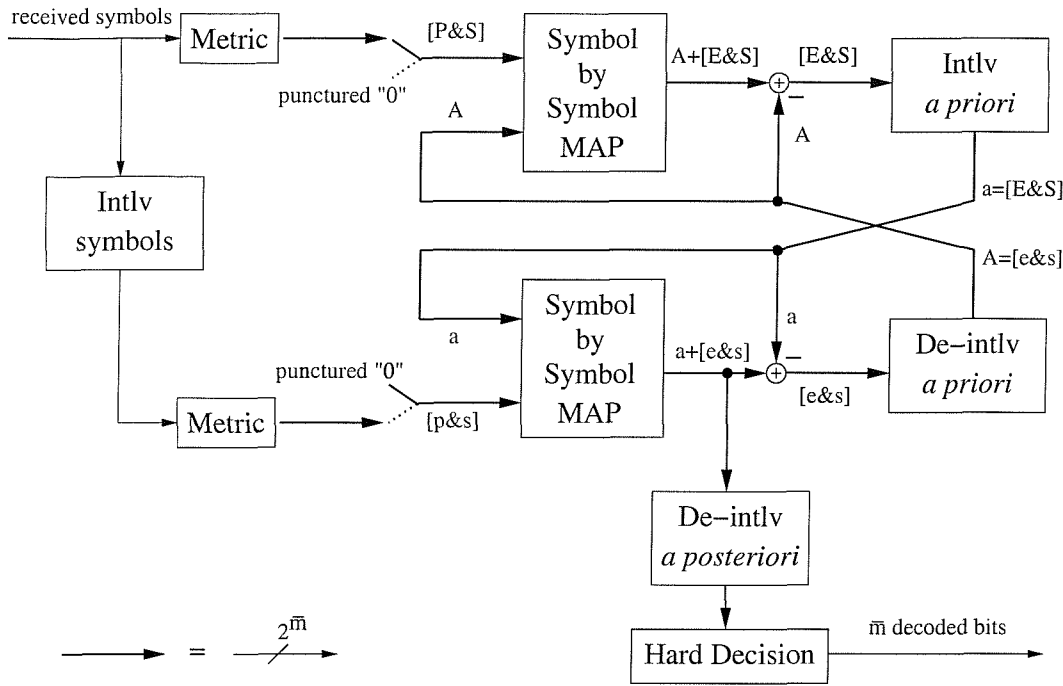 received symbols
Metric
[P&S]
punctured "0"
A
Symbol
by
Symbol
MAP
A+[E&S]
[E&S]
+
−
A
Intlv
a priori
a=[E&S]
Intlv
symbols
A=[e&s]
a
Symbol
by
Symbol
MAP
a
a+[e&s]
−
+
[e&s]
De−intlv
a priori
punctured "0"
Metric
[p&s]
De−intlv
a posteriori
Hard Decision
m̅ decoded bits
= 2^m̅